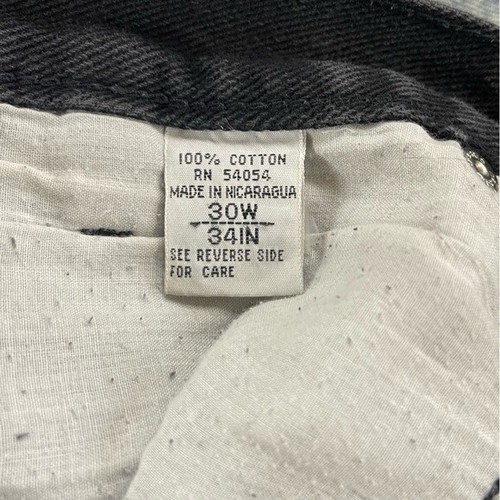 100% COTTON
RN 54054
MADE IN NICARAGUA
30W
34IN
SEE REVERSE SIDE
FOR CARE